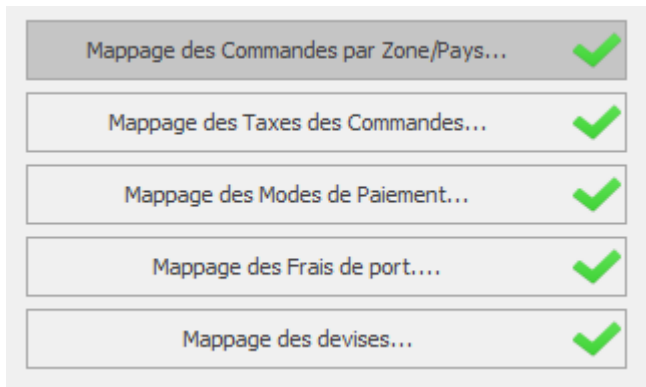 Mappage des Commandes par Zone/Pays...
Mappage des Taxes des Commandes...
Mappage des Modes de Paiement...
Mappage des Frais de port....
Mappage des devises...